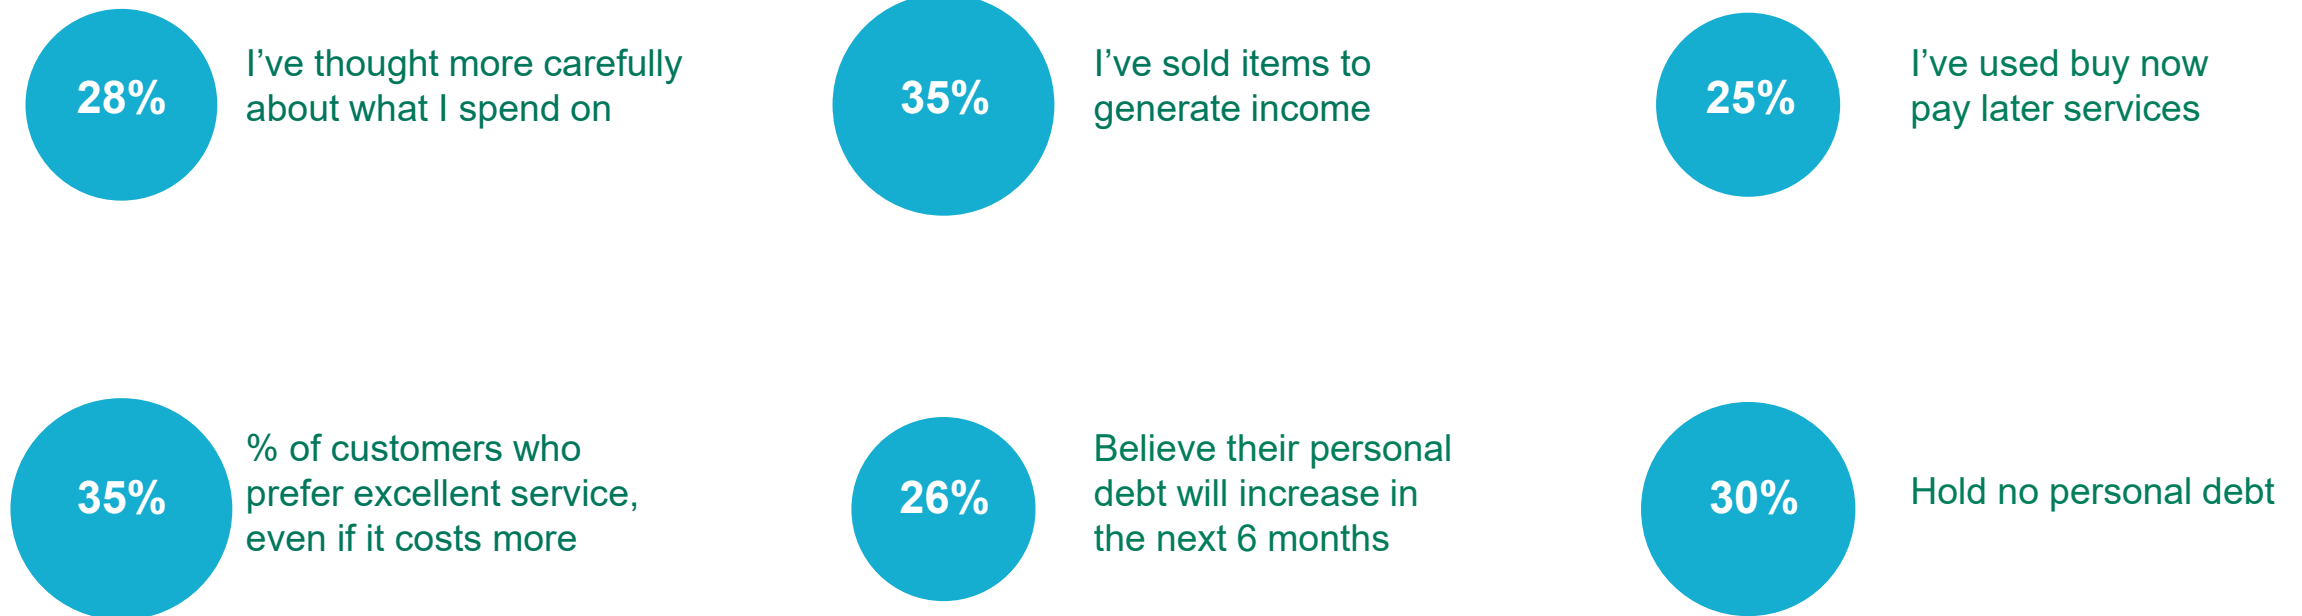 28%
I’ve thought more carefully
about what I spend on
35%
I’ve sold items to
generate income
25%
I’ve used buy now
pay later services
35%
% of customers who
prefer excellent service,
even if it costs more
26%
Believe their personal
debt will increase in
the next 6 months
30%
Hold no personal debt